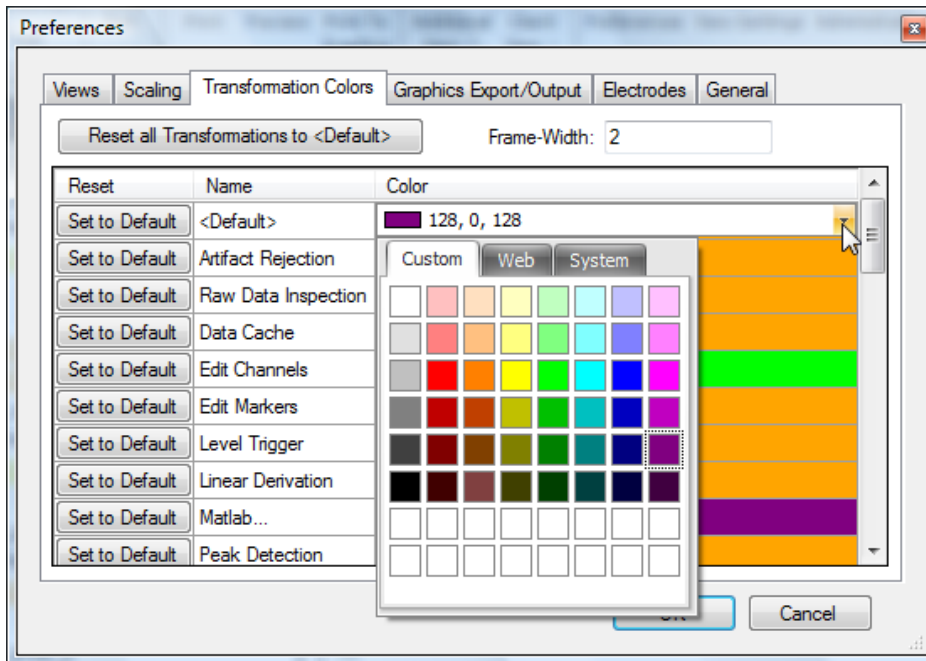 Preferences
Views Scaling Transformation Colors Graphics Export/Output Electrodes General
Reset all Transformations to <Default> Frame-Width: 2
Reset Name Color
Set to Default <Default> 128, 0, 128
Set to Default Artifact Rejection Custom Web System
Set to Default Raw Data Inspection
Set to Default Data Cache
Set to Default Edit Channels
Set to Default Edit Markers
Set to Default Level Trigger
Set to Default Linear Derivation
Set to Default Matlab...
Set to Default Peak Detection
Cancel